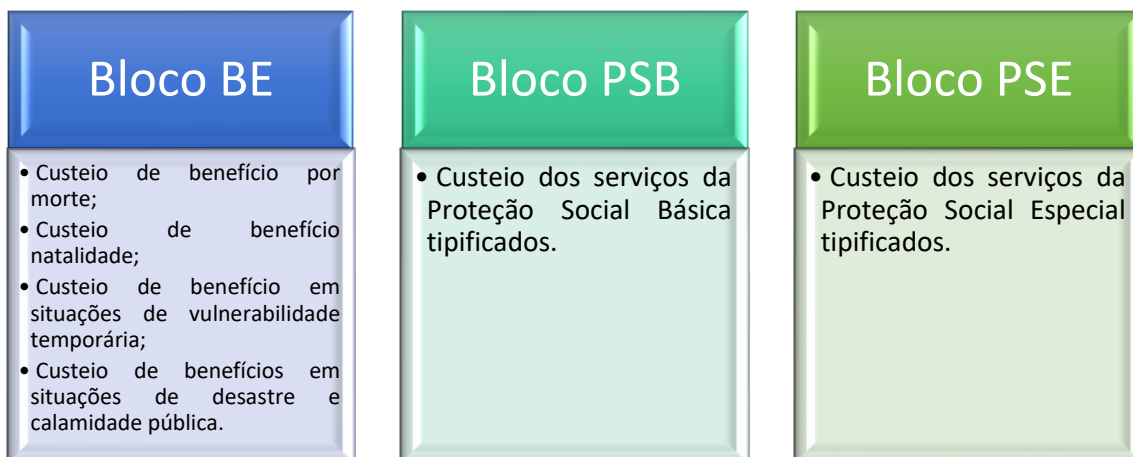 Bloco BE
• Custeio de benefício por
morte;
• Custeio de benefício
natalidade;
• Custeio de benefício em
situações de vulnerabilidade
temporária;
• Custeio de benefícios em
situações de desastre e
calamidade pública.
Bloco PSB
• Custeio dos serviços da
Proteção Social Básica
tipificados.
Bloco PSE
• Custeio dos serviços da
Proteção Social Especial
tipificados.